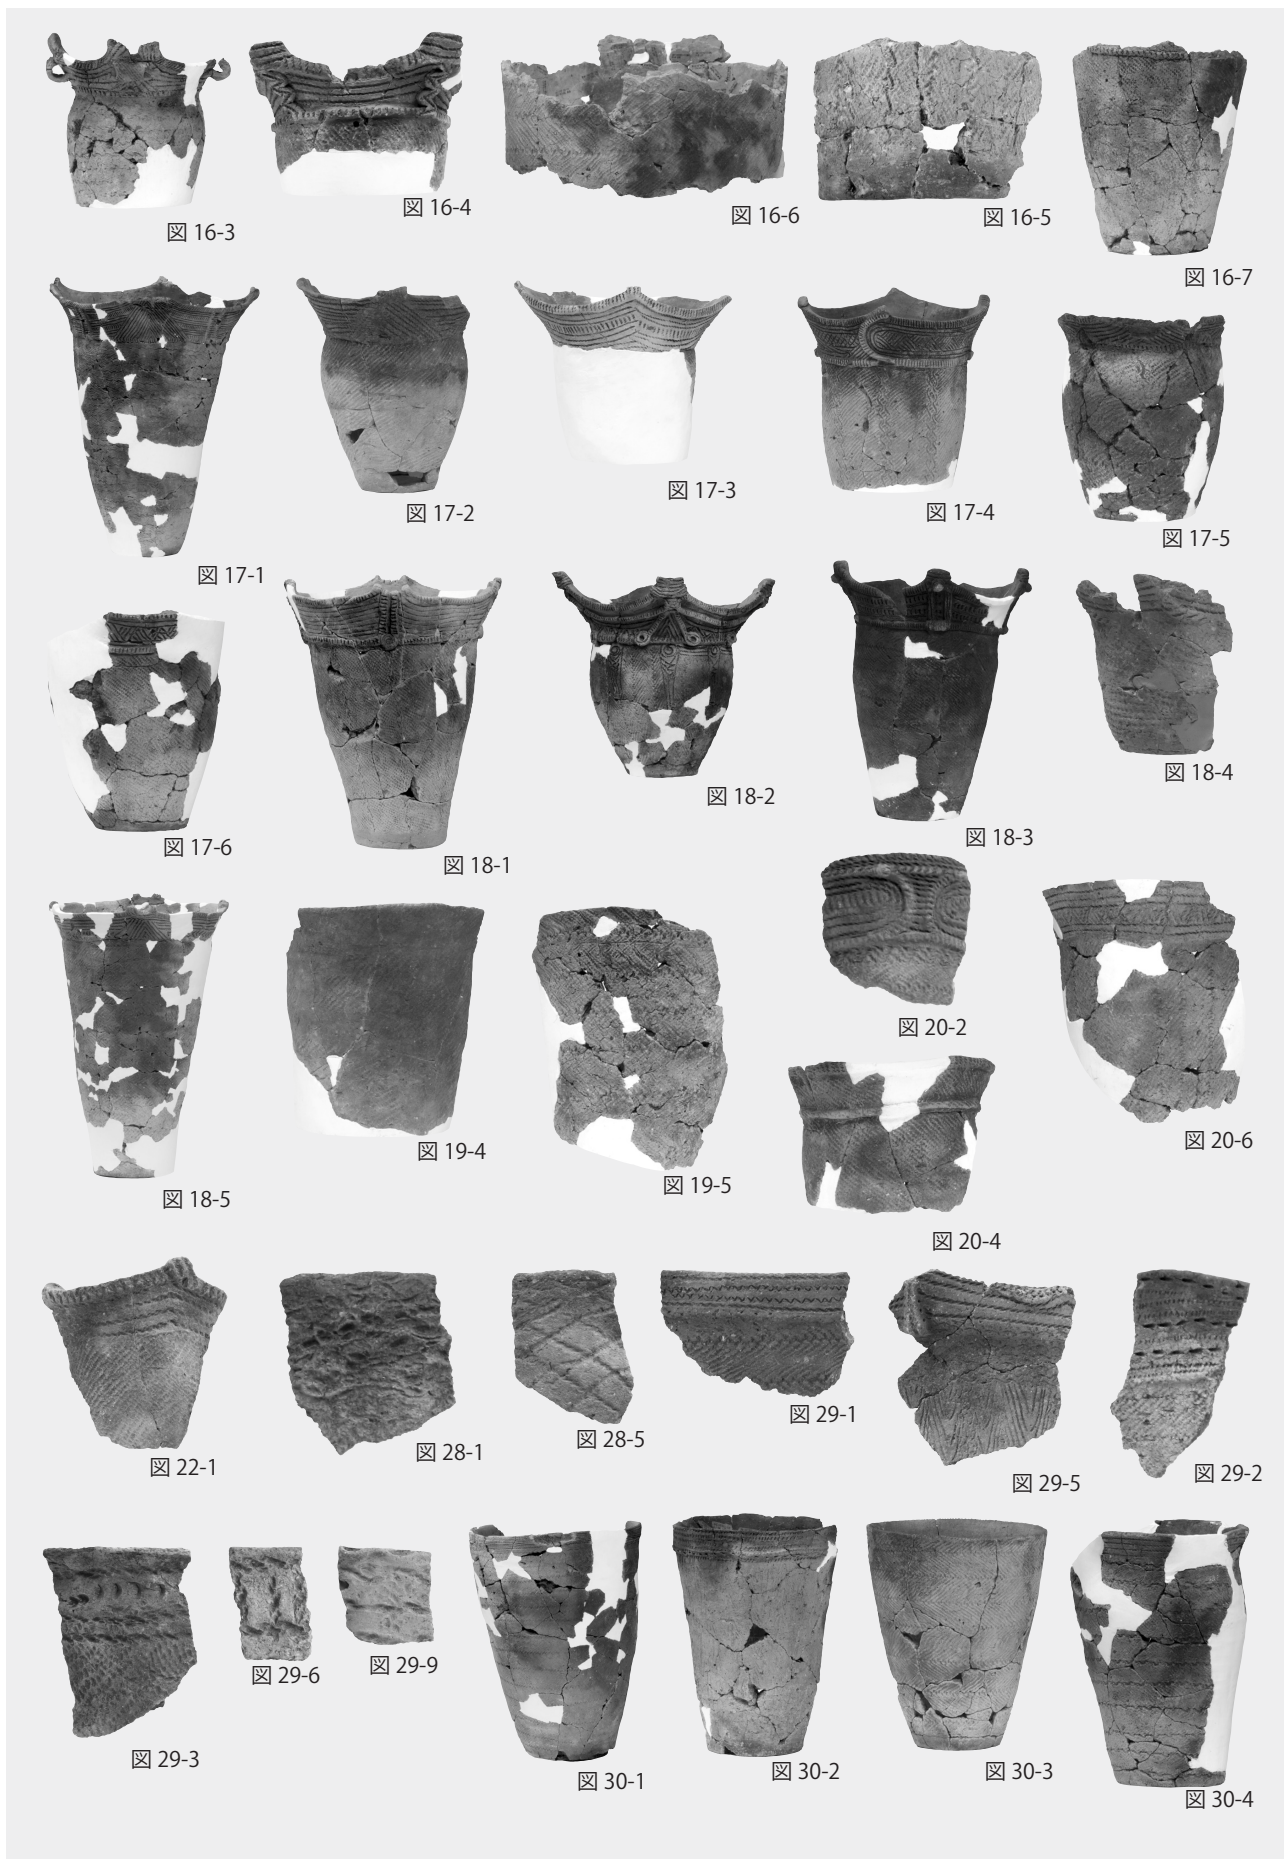 図 16-3
図 16-4
図 16-6
図 16-5
図 16-7
図 17-1
図 17-2
図 17-3
図 17-4
図 17-5
図 17-6
図 18-1
図 18-2
図 18-3
図 18-4
図 18-5
図 19-4
図 19-5
図 20-2
図 20-4
図 20-6
図 22-1
図 28-1
図 28-5
図 29-1
図 29-5
図 29-2
図 29-3
図 29-6
図 29-9
図 30-1
図 30-2
図 30-3
図 30-4